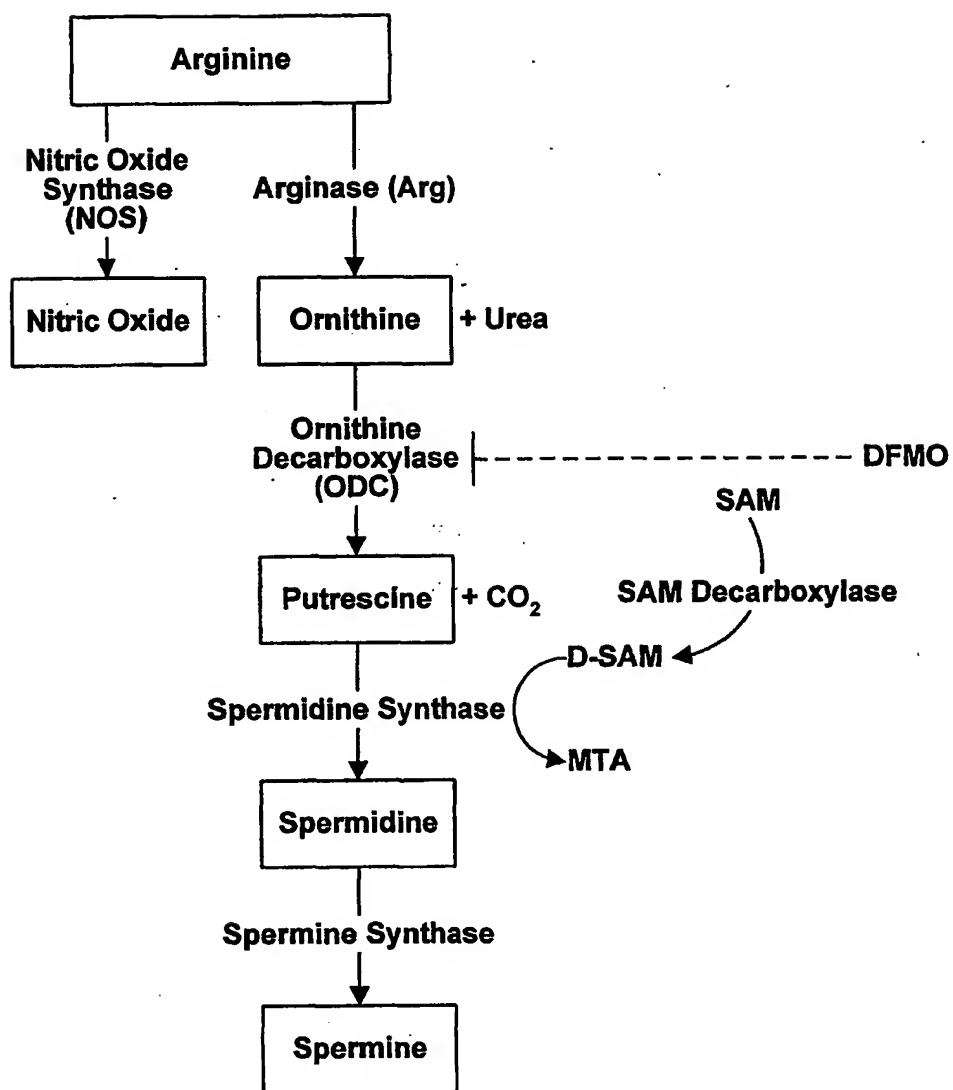 Arginine
Nitric Oxide
Synthase
(NOS)
Arginase (Arg)
Nitric Oxide
Ornithine
+ Urea
Ornithine
Decarboxylase
(ODC)
DFMO
SAM
SAM Decarboxylase
Putrescine
+ CO₂
D-SAM
Spermidine Synthase
MTA
Spermidine
Spermine Synthase
Spermine